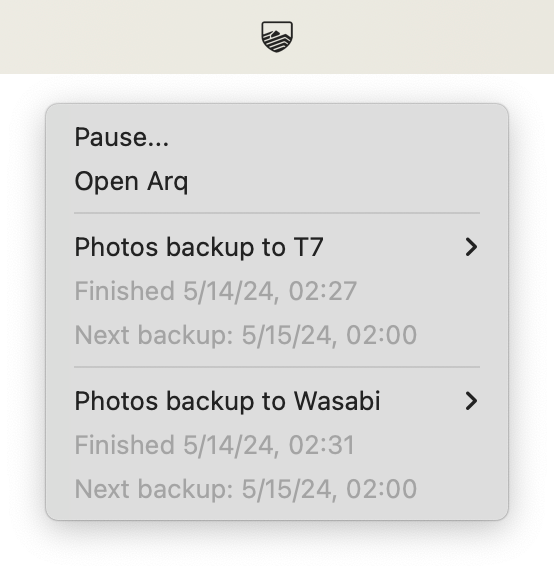 Pause...
Open Arq
Photos backup to T7
Finished 5/14/24, 02:27
Next backup: 5/15/24, 02:00
Photos backup to Wasabi
Finished 5/14/24, 02:31
Next backup: 5/15/24, 02:00